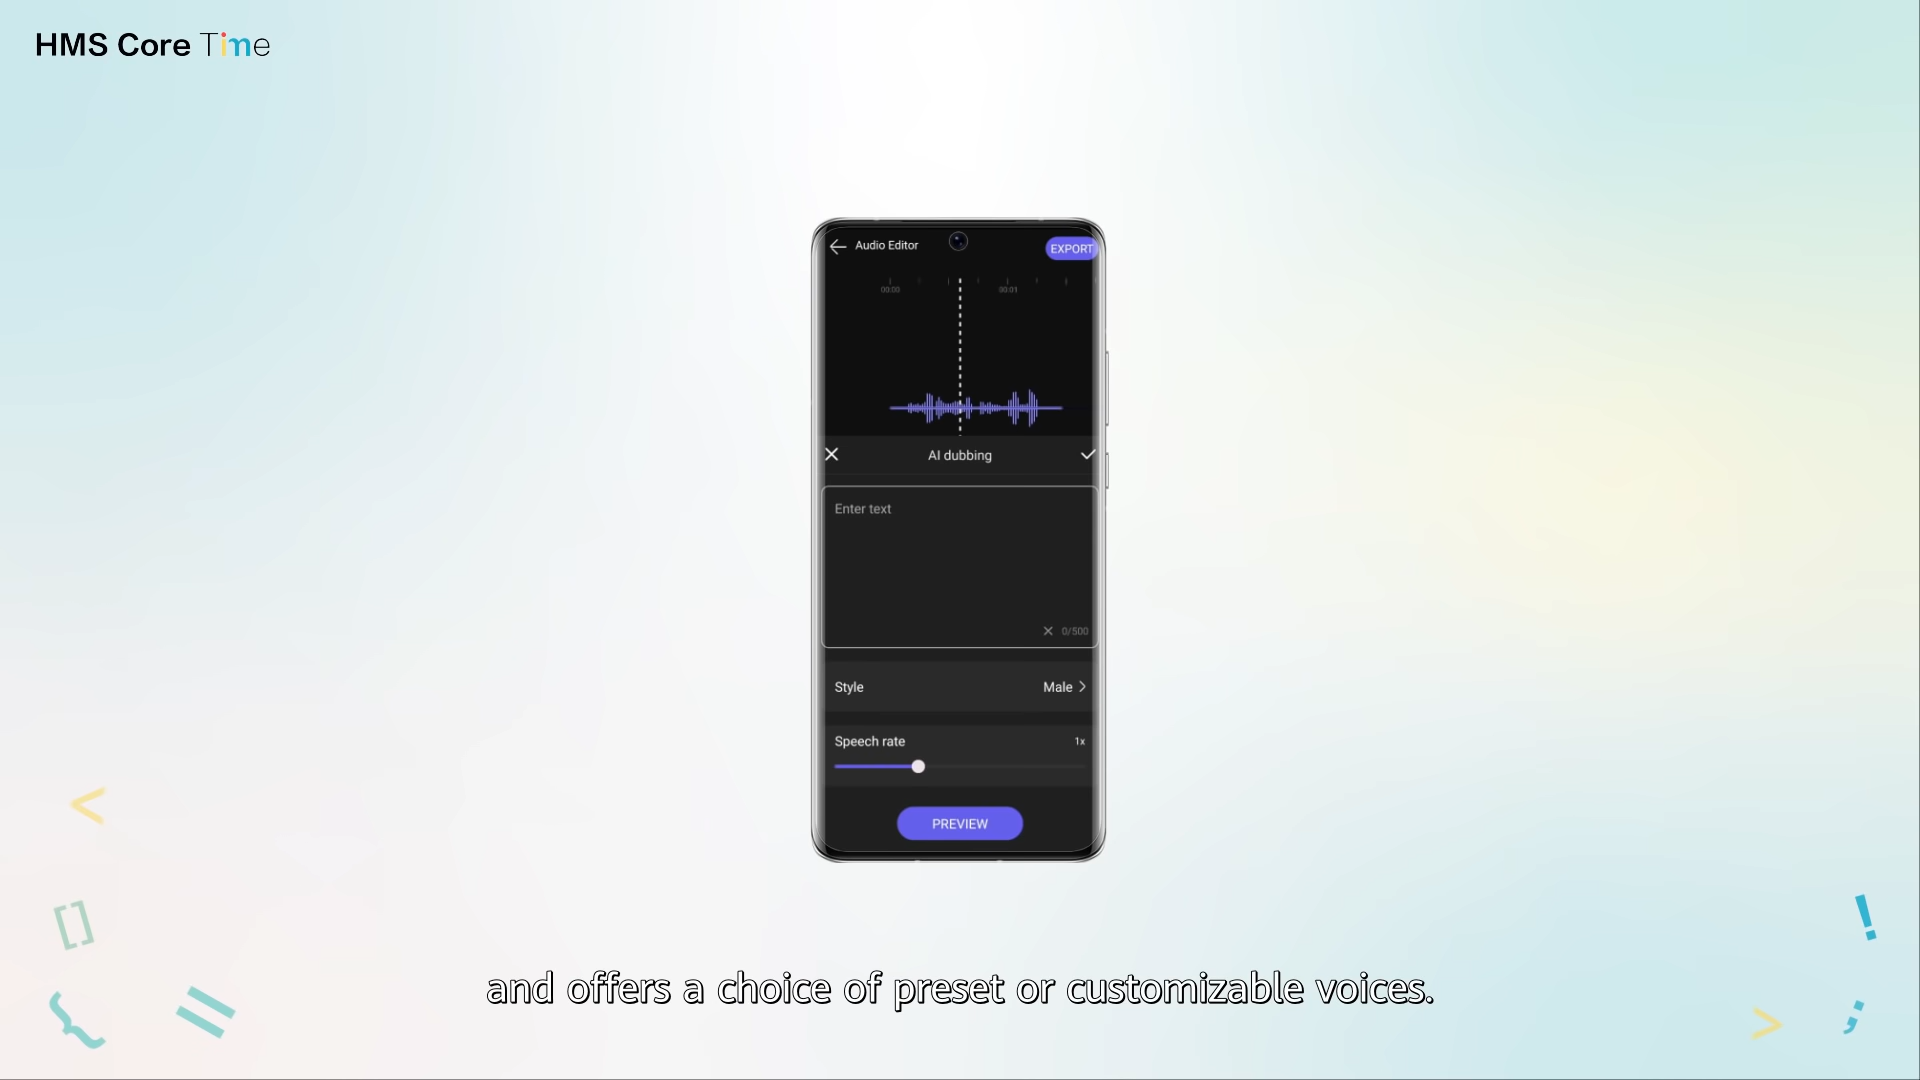 HMS Core Time
Audio Editor
EXPORT
00:00
00:01
AI dubbing
Enter text
0/500
Style
Male
Speech rate
1x
PREVIEW
<
[]
{
=
!
>
;
and offers a choice of preset or customizable voices.